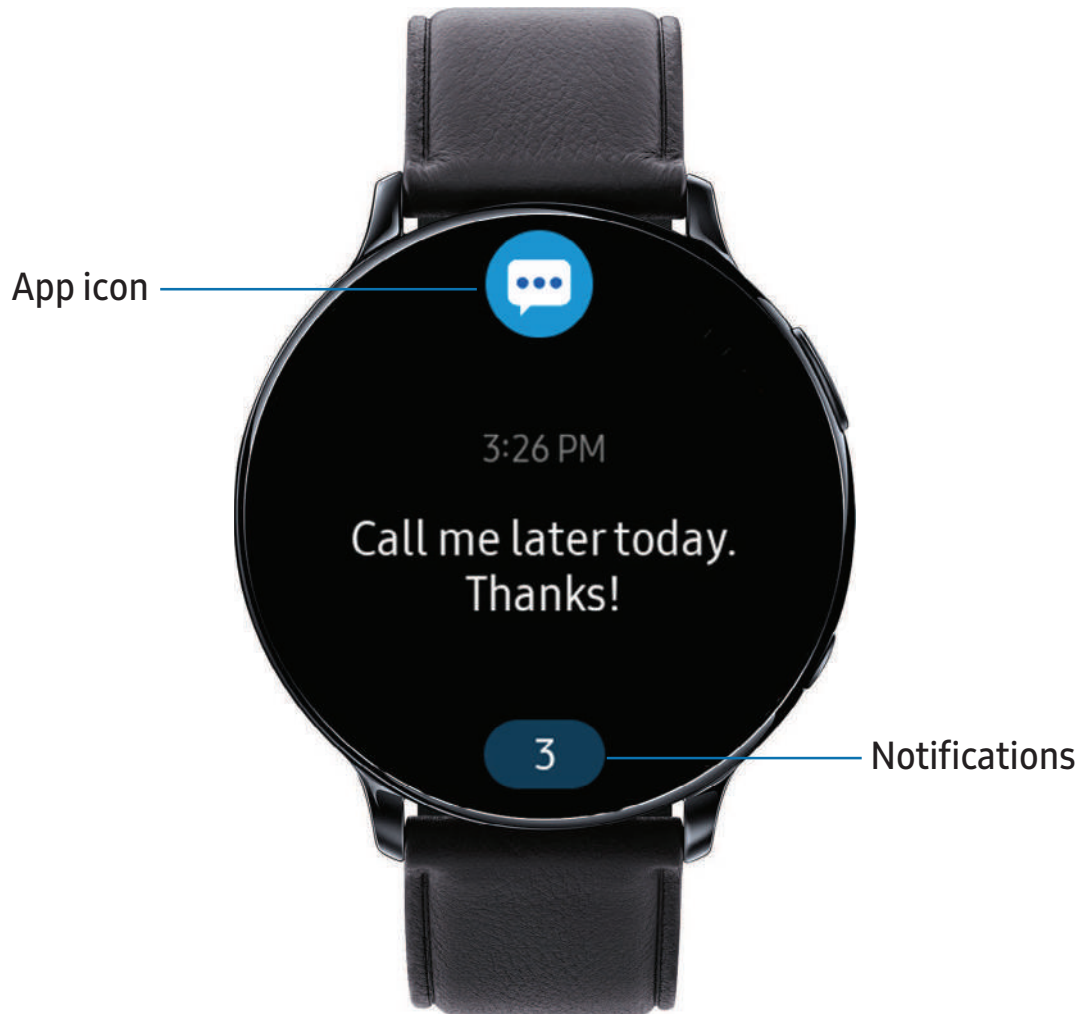 App icon
3:26 PM
Call me later today.
Thanks!
3
Notifications